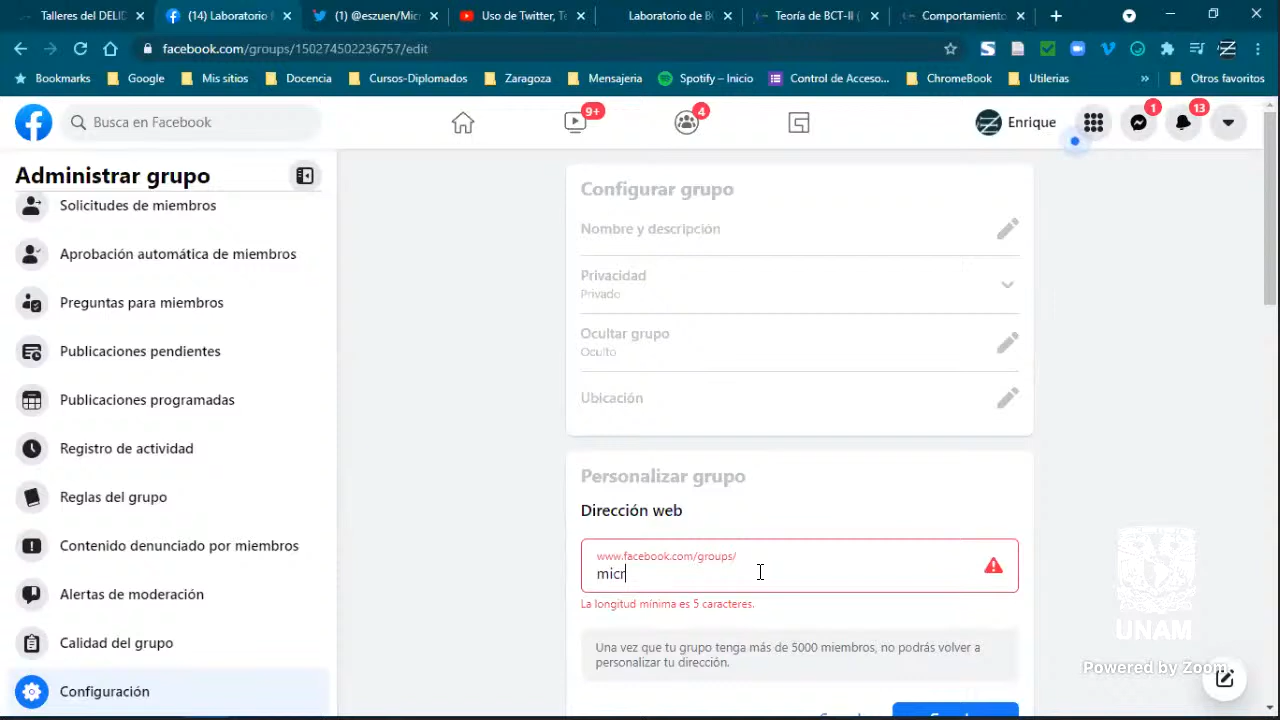 Talleres del DELID
(14) Laboratorio
(1) @eszuen/Micr
Uso de Twitter, Te
Laboratorio de BC
Teoría de BCT-II (
Comportamiento
facebook.com/groups/150274502236757/edit
Bookmarks
Google
Mis sitios
Docencia
Cursos-Diplomados
Zaragoza
Mensajeria
Spotify – Inicio
Control de Acceso...
ChromeBook
Utilerias
»
Otros favoritos
Busca en Facebook
9+
4
Enrique
1
13
Administrar grupo
Solicitudes de miembros
Aprobación automática de miembros
Preguntas para miembros
Publicaciones pendientes
Publicaciones programadas
Registro de actividad
Reglas del grupo
Contenido denunciado por miembros
Alertas de moderación
Calidad del grupo
Configuración
Configurar grupo
Nombre y descripción
Privacidad
Privado
Ocultar grupo
Oculto
Ubicación
Personalizar grupo
Dirección web
www.facebook.com/groups/
micr
La longitud mínima es 5 caracteres.
Una vez que tu grupo tenga más de 5000 miembros, no podrás volver a
personalizar tu dirección.
UNAM
Powered by Zoom